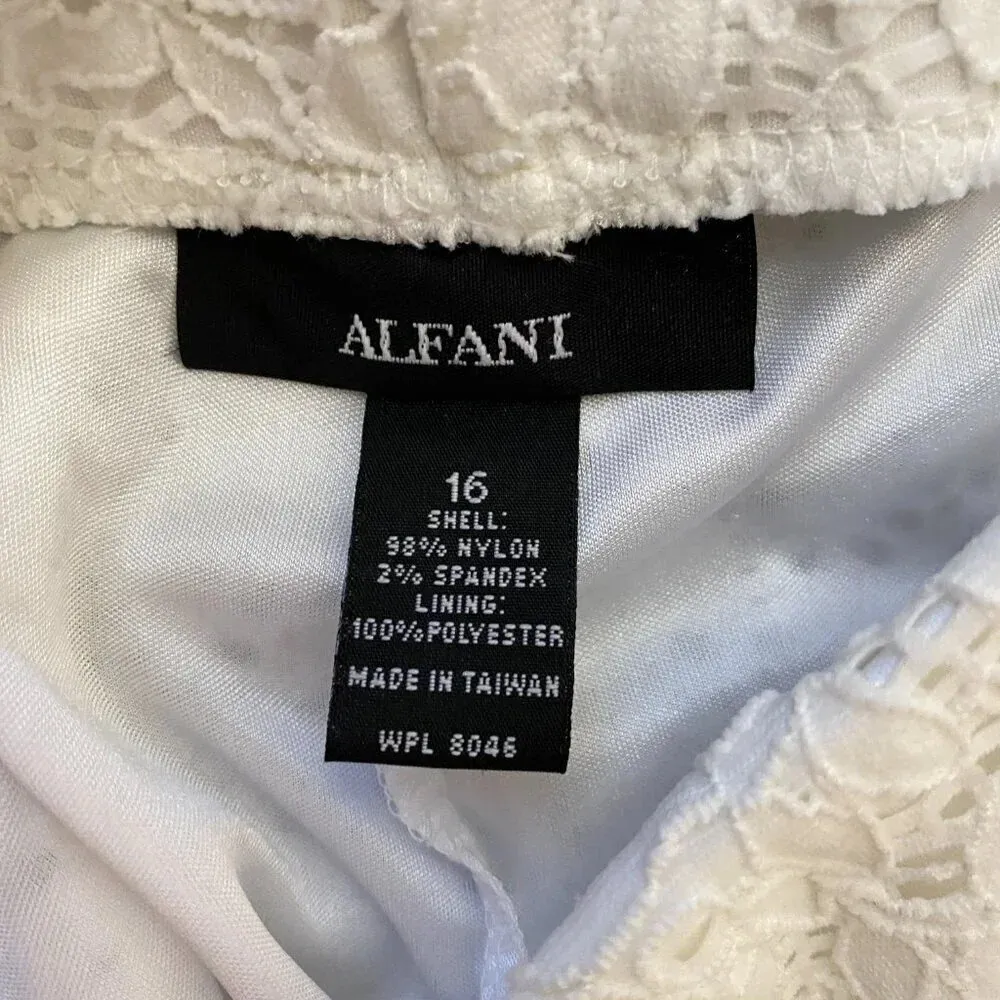 ALFANI
16
SHELL:
98% NYLON
2% SPANDEX
LINING:
100%POLYESTER
MADE IN TAIWAN
WPL 8046